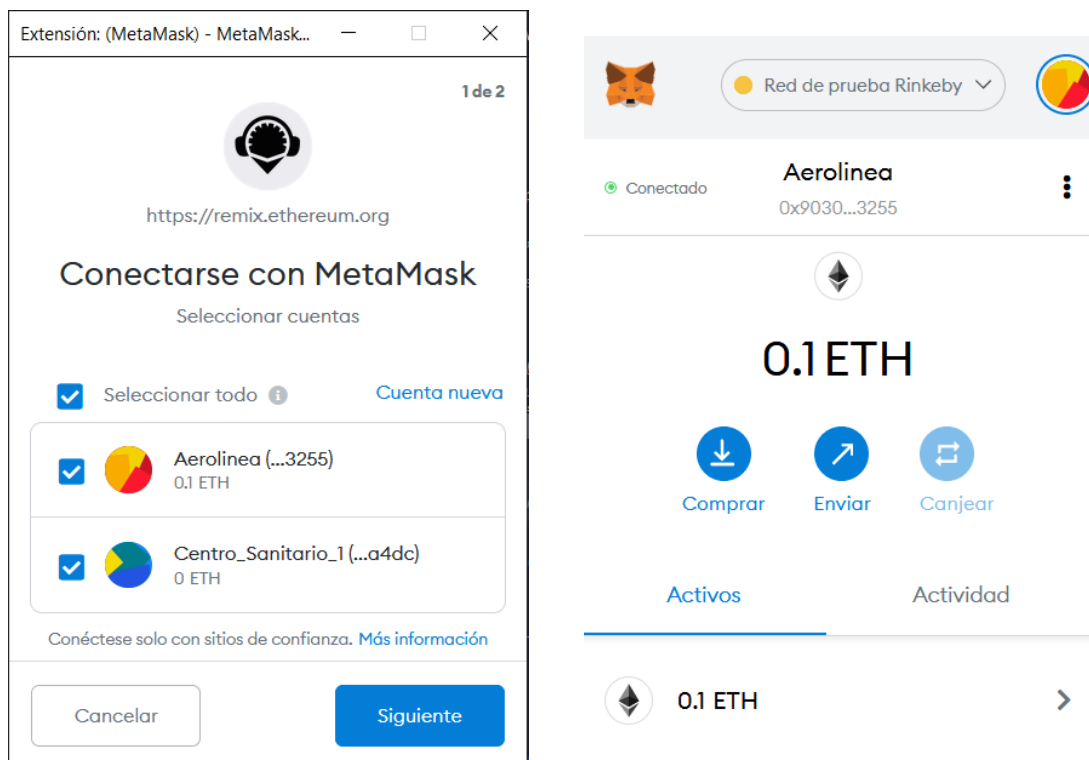 Extensión: (MetaMask) - MetaMask...
1 de 2
https://remix.ethereum.org
Conectarse con MetaMask
Seleccionar cuentas
Seleccionar todo
Cuenta nueva
Aerolinea (...3255)
0.1 ETH
Centro_Sanitario_1 (...a4dc)
0 ETH
Conéctese solo con sitios de confianza. Más información
Cancelar
Siguiente
Red de prueba Rinkeby
Conectado
Aerolinea
0x9030...3255
0.1 ETH
Comprar
Enviar
Canjear
Activos
Actividad
0.1 ETH